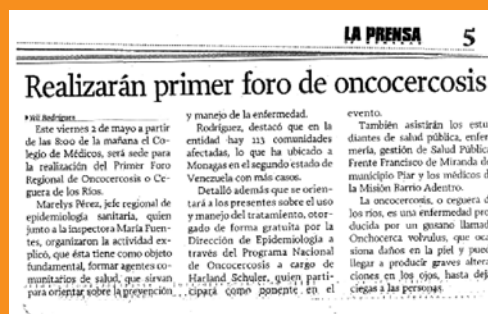 LA PRENSA 5
Realizarán primer foro de oncocercosis
Wil Rodríguez
Este viernes 2 de mayo a partir
de las 8:00 de la mañana el Co-
legio de Médicos, será sede para
la realización del Primer Foro
Regional de Oncocercosis o Ce-
guera de los Ríos.
Marelys Pérez, jefe regional de
epidemiología sanitaria, quien
junto a la inspectora María Fuen-
tes, organizaron la actividad ex-
plicó, que ésta tiene como objeto
fundamental, formar agentes co-
munitarios de salud, que sirvan
para orientar sobre la prevención
y manejo de la enfermedad.
Rodríguez, destacó que en la
entidad hay 113 comunidades
afectadas, lo que ha ubicado a
Monagas en el segundo estado de
Venezuela con más casos.
Detalló además que se orien-
tará a los presentes sobre el uso
y manejo del tratamiento, otor-
gado de forma gratuita por la
Dirección de Epidemiología a
través del Programa Nacional
de Oncocercosis a cargo de
Harland Schuler, quien parti-
cipará como ponente en el
evento.
También asistirán los estu
diantes de salud pública, enfer
mería, gestión de Salud Pública
Frente Francisco de Miranda de
municipio Piar y los médicos d
la Misión Barrio Adentro.
La oncocercosis, o ceguera d
los ríos, es una enfermedad pro
ducida por un gusano llamad
Onchocerca volvulus, que oca
siona daños en la piel y pued
llegar a producir graves altera
ciones en los ojos, hasta dej
ciegas a las personas.